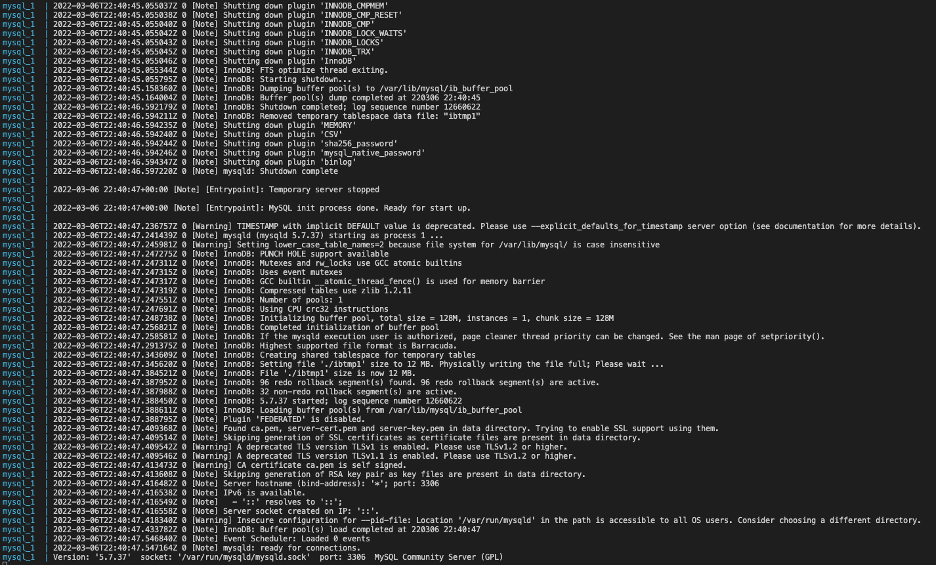 mysql_1 | 2022-03-06T22:40:45.055037Z 0 [Note] Shutting down plugin 'INNODB_CMPMEM'
mysql_1 | 2022-03-06T22:40:45.055038Z 0 [Note] Shutting down plugin 'INNODB_CMP_RESET'
mysql_1 | 2022-03-06T22:40:45.055040Z 0 [Note] Shutting down plugin 'INNODB_CMP'
mysql_1 | 2022-03-06T22:40:45.055042Z 0 [Note] Shutting down plugin 'INNODB_LOCK_WAITS'
mysql_1 | 2022-03-06T22:40:45.055043Z 0 [Note] Shutting down plugin 'INNODB_LOCKS'
mysql_1 | 2022-03-06T22:40:45.055045Z 0 [Note] Shutting down plugin 'INNODB_TRX'
mysql_1 | 2022-03-06T22:40:45.055046Z 0 [Note] Shutting down plugin 'InnoDB'
mysql_1 | 2022-03-06T22:40:45.055344Z 0 [Note] InnoDB: FTS optimize thread exiting.
mysql_1 | 2022-03-06T22:40:45.055795Z 0 [Note] InnoDB: Starting shutdown...
mysql_1 | 2022-03-06T22:40:45.158360Z 0 [Note] InnoDB: Dumping buffer pool(s) to /var/lib/mysql/ib_buffer_pool
mysql_1 | 2022-03-06T22:40:45.164004Z 0 [Note] InnoDB: Buffer pool(s) dump completed at 220306 22:40:45
mysql_1 | 2022-03-06T22:40:46.592179Z 0 [Note] InnoDB: Shutdown completed; log sequence number 12660622
mysql_1 | 2022-03-06T22:40:46.594211Z 0 [Note] InnoDB: Removed temporary tablespace data file: "ibtmp1"
mysql_1 | 2022-03-06T22:40:46.594235Z 0 [Note] Shutting down plugin 'MEMORY'
mysql_1 | 2022-03-06T22:40:46.594240Z 0 [Note] Shutting down plugin 'CSV'
mysql_1 | 2022-03-06T22:40:46.594244Z 0 [Note] Shutting down plugin 'sha256_password'
mysql_1 | 2022-03-06T22:40:46.594246Z 0 [Note] Shutting down plugin 'mysql_native_password'
mysql_1 | 2022-03-06T22:40:46.594347Z 0 [Note] Shutting down plugin 'binlog'
mysql_1 | 2022-03-06T22:40:46.597220Z 0 [Note] mysqld: Shutdown complete
mysql_1 |
mysql_1 | 2022-03-06 22:40:47+00:00 [Note] [Entrypoint]: Temporary server stopped
mysql_1 |
mysql_1 | 2022-03-06 22:40:47+00:00 [Note] [Entrypoint]: MySQL init process done. Ready for start up.
mysql_1 |
mysql_1 | 2022-03-06T22:40:47.236757Z 0 [Warning] TIMESTAMP with implicit DEFAULT value is deprecated. Please use --explicit_defaults_for_timestamp server option (see documentation for more details).
mysql_1 | 2022-03-06T22:40:47.241439Z 0 [Note] mysqld (mysqld 5.7.37) starting as process 1 ...
mysql_1 | 2022-03-06T22:40:47.245981Z 0 [Warning] Setting lower_case_table_names=2 because file system for /var/lib/mysql/ is case insensitive
mysql_1 | 2022-03-06T22:40:47.247275Z 0 [Note] InnoDB: PUNCH HOLE support available
mysql_1 | 2022-03-06T22:40:47.247311Z 0 [Note] InnoDB: Mutexes and rw_locks use GCC atomic builtins
mysql_1 | 2022-03-06T22:40:47.247315Z 0 [Note] InnoDB: Uses event mutexes
mysql_1 | 2022-03-06T22:40:47.247317Z 0 [Note] InnoDB: GCC builtin __atomic_thread_fence() is used for memory barrier
mysql_1 | 2022-03-06T22:40:47.247319Z 0 [Note] InnoDB: Compressed tables use zlib 1.2.11
mysql_1 | 2022-03-06T22:40:47.247551Z 0 [Note] InnoDB: Number of pools: 1
mysql_1 | 2022-03-06T22:40:47.247691Z 0 [Note] InnoDB: Using CPU crc32 instructions
mysql_1 | 2022-03-06T22:40:47.248738Z 0 [Note] InnoDB: Initializing buffer pool, total size = 128M, instances = 1, chunk size = 128M
mysql_1 | 2022-03-06T22:40:47.256821Z 0 [Note] InnoDB: Completed initialization of buffer pool
mysql_1 | 2022-03-06T22:40:47.258581Z 0 [Note] InnoDB: If the mysqld execution user is authorized, page cleaner thread priority can be changed. See the man page of setpriority().
mysql_1 | 2022-03-06T22:40:47.291375Z 0 [Note] InnoDB: Highest supported file format is Barracuda.
mysql_1 | 2022-03-06T22:40:47.343609Z 0 [Note] InnoDB: Creating shared tablespace for temporary tables
mysql_1 | 2022-03-06T22:40:47.345620Z 0 [Note] InnoDB: Setting file './ibtmp1' size to 12 MB. Physically writing the file full; Please wait ...
mysql_1 | 2022-03-06T22:40:47.384521Z 0 [Note] InnoDB: File './ibtmp1' size is now 12 MB.
mysql_1 | 2022-03-06T22:40:47.387952Z 0 [Note] InnoDB: 96 redo rollback segment(s) found. 96 redo rollback segment(s) are active.
mysql_1 | 2022-03-06T22:40:47.387988Z 0 [Note] InnoDB: 32 non-redo rollback segment(s) are active.
mysql_1 | 2022-03-06T22:40:47.388450Z 0 [Note] InnoDB: 5.7.37 started; log sequence number 12660622
mysql_1 | 2022-03-06T22:40:47.388611Z 0 [Note] InnoDB: Loading buffer pool(s) from /var/lib/mysql/ib_buffer_pool
mysql_1 | 2022-03-06T22:40:47.388795Z 0 [Note] Plugin 'FEDERATED' is disabled.
mysql_1 | 2022-03-06T22:40:47.409368Z 0 [Note] Found ca.pem, server-cert.pem and server-key.pem in data directory. Trying to enable SSL support using them.
mysql_1 | 2022-03-06T22:40:47.409514Z 0 [Note] Skipping generation of SSL certificates as certificate files are present in data directory.
mysql_1 | 2022-03-06T22:40:47.409542Z 0 [Warning] A deprecated TLS version TLSv1 is enabled. Please use TLSv1.2 or higher.
mysql_1 | 2022-03-06T22:40:47.409546Z 0 [Warning] A deprecated TLS version TLSv1.1 is enabled. Please use TLSv1.2 or higher.
mysql_1 | 2022-03-06T22:40:47.413473Z 0 [Warning] CA certificate ca.pem is self signed.
mysql_1 | 2022-03-06T22:40:47.413608Z 0 [Note] Skipping generation of RSA key pair as key files are present in data directory.
mysql_1 | 2022-03-06T22:40:47.416482Z 0 [Note] Server hostname (bind-address): '*'; port: 3306
mysql_1 | 2022-03-06T22:40:47.416538Z 0 [Note] IPv6 is available.
mysql_1 | 2022-03-06T22:40:47.416549Z 0 [Note]   - '::' resolves to '::';
mysql_1 | 2022-03-06T22:40:47.416558Z 0 [Note] Server socket created on IP: '::'.
mysql_1 | 2022-03-06T22:40:47.418340Z 0 [Warning] Insecure configuration for --pid-file: Location '/var/run/mysqld' in the path is accessible to all OS users. Consider choosing a different directory.
mysql_1 | 2022-03-06T22:40:47.433782Z 0 [Note] InnoDB: Buffer pool(s) load completed at 220306 22:40:47
mysql_1 | 2022-03-06T22:40:47.546840Z 0 [Note] Event Scheduler: Loaded 0 events
mysql_1 | 2022-03-06T22:40:47.547164Z 0 [Note] mysqld: ready for connections.
mysql_1 | Version: '5.7.37'  socket: '/var/run/mysqld/mysqld.sock'  port: 3306  MySQL Community Server (GPL)